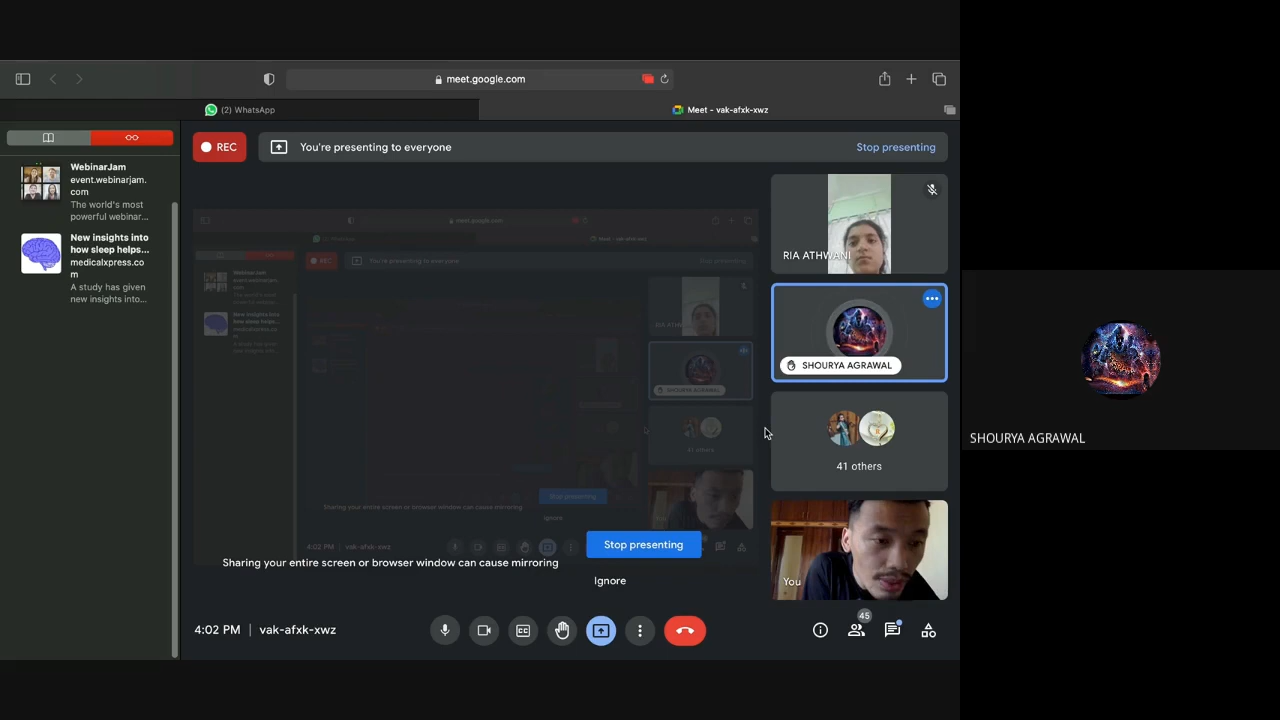 meet.google.com
(2) WhatsApp
Meet - vak-afxk-xwz
WebinarJam
event.webinarjam.
com
The world's most
powerful webinar...
New insights into
how sleep helps...
medicalxpress.co
m
A study has given
new insights into...
REC
You're presenting to everyone
Stop presenting
RIA ATHWANI
SHOURYA AGRAWAL
41 others
You
Stop presenting
Sharing your entire screen or browser window can cause mirroring
Ignore
4:02 PM | vak-afxk-xwz
45
SHOURYA AGRAWAL